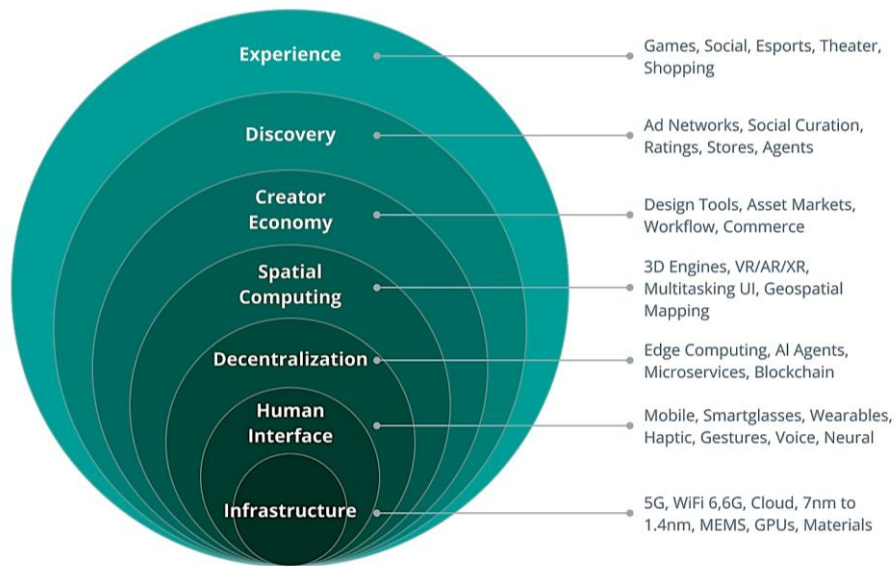 Experience
Games, Social, Esports, Theater,
Shopping
Discovery
Ad Networks, Social Curation,
Ratings, Stores, Agents
Creator
Economy
Design Tools, Asset Markets,
Workflow, Commerce
Spatial
Computing
3D Engines, VR/AR/XR,
Multitasking UI, Geospatial
Mapping
Decentralization
Edge Computing, AI Agents,
Microservices, Blockchain
Human
Interface
Mobile, Smartglasses, Wearables,
Haptic, Gestures, Voice, Neural
Infrastructure
5G, WiFi 6,6G, Cloud, 7nm to
1.4nm, MEMS, GPUs, Materials